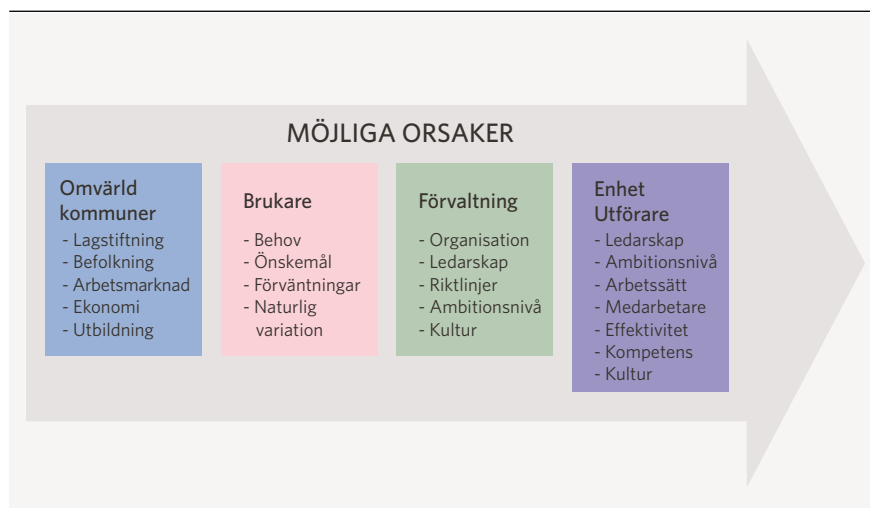 MÖJLIGA ORSAKER
Omvärld
kommuner
- Lagstiftning
- Befolkning
- Arbetsmarknad
- Ekonomi
- Utbildning
Brukare
- Behov
- Önskemål
- Förväntningar
- Naturlig
variation
Förvaltning
- Organisation
- Ledarskap
- Riktlinjer
- Ambitionsnivå
- Kultur
Enhet
Utförare
- Ledarskap
- Ambitionsnivå
- Arbetssätt
- Medarbetare
- Effektivitet
- Kompetens
- Kultur